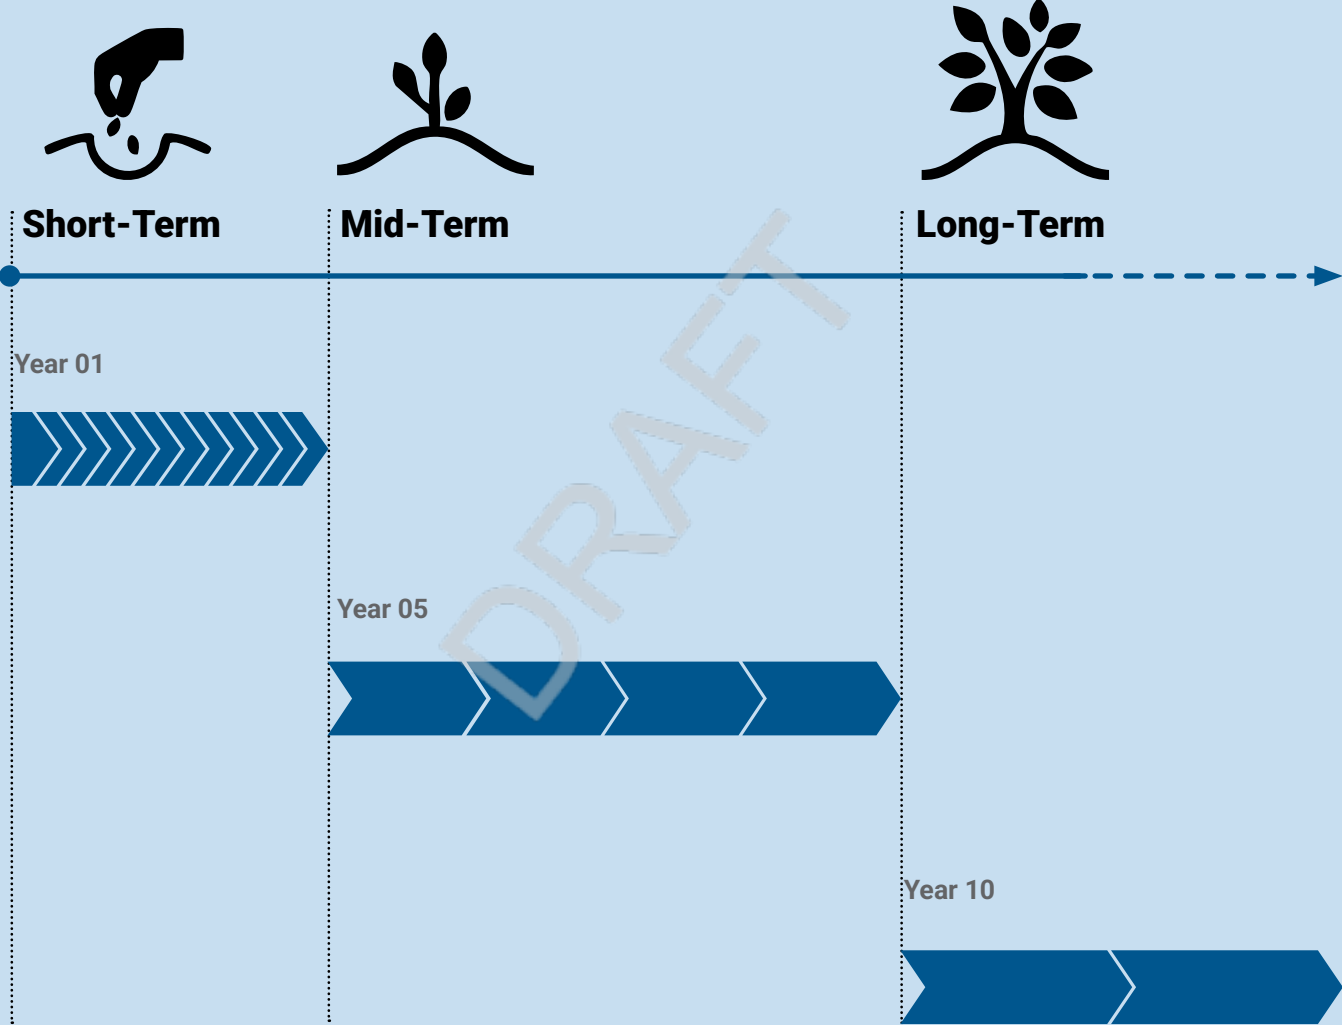 Short-Term
Mid-Term
Long-Term
Year 01
DRAFT
Year 05
Year 10